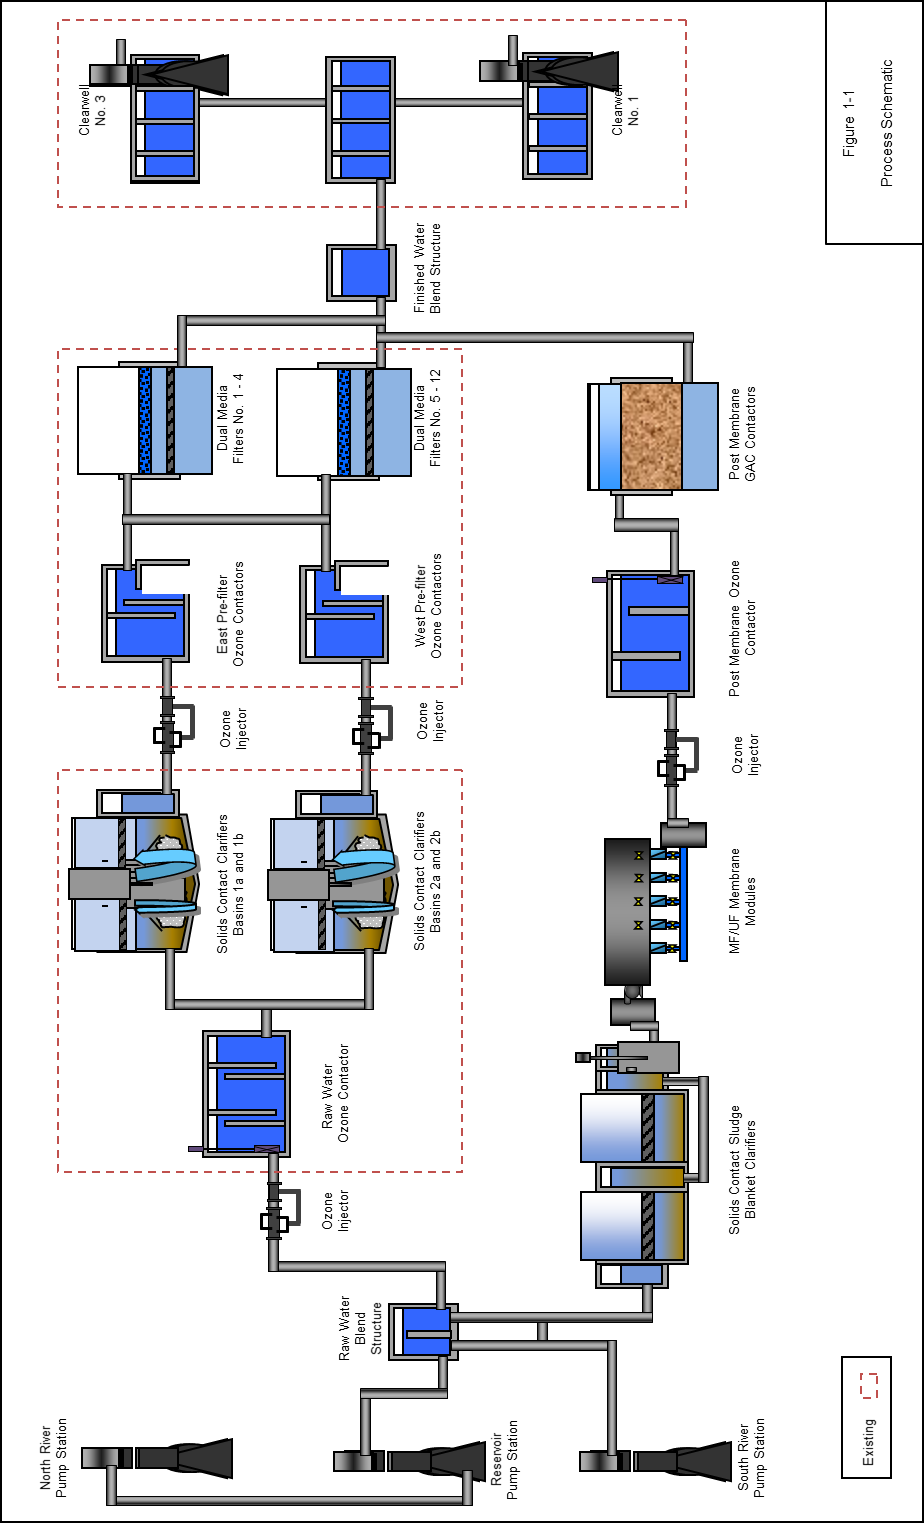 North River
Pump Station
Reservoir
Pump Station
South River
Pump Station
Raw Water
Blend
Structure
Ozone
Injector
Raw Water
Ozone Contactor
Solids Contact Clarifiers
Basins 1a and 1b
Solids Contact Clarifiers
Basins 2a and 2b
Ozone
Injector
Ozone
Injector
East Pre-filter
Ozone Contactors
West Pre-filter
Ozone Contactors
Dual Media
Filters No. 1 - 4
Dual Media
Filters No. 5 - 12
Finished Water
Blend Structure
Clearwell
No. 3
Clearwell
No. 1
Solids Contact Sludge
Blanket Clarifiers
MF/UF Membrane
Modules
Ozone
Injector
Post Membrane Ozone
Contactor
Post Membrane
GAC Contactors
Existing
Figure 1-1
Process Schematic